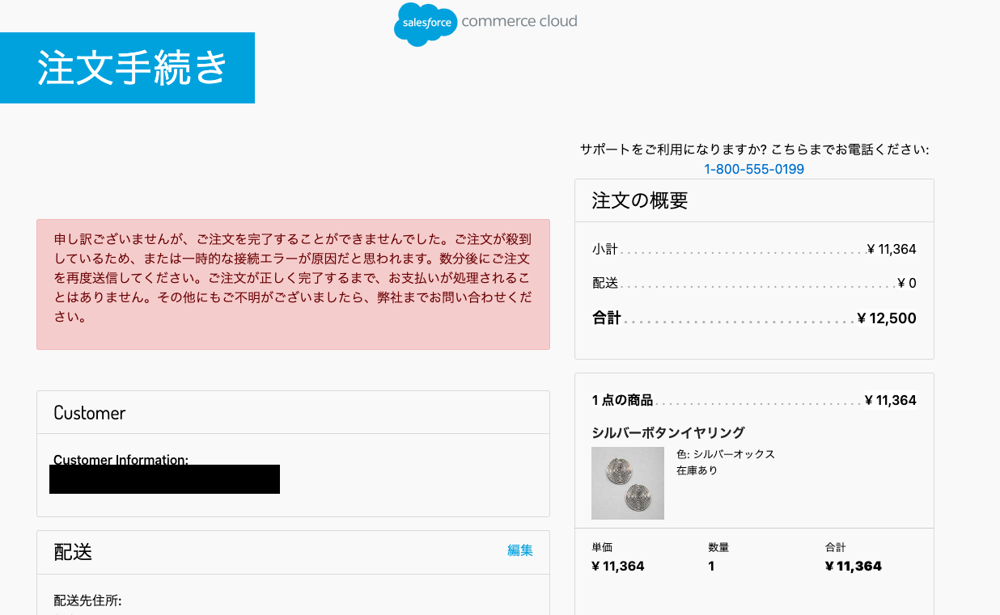 salesforce commerce cloud
注文手続き
サポートをご利用になりますか? こちらまでお電話ください:
1-800-555-0199
申し訳ございませんが、ご注文を完了することができませんでした。ご注文が殺到
しているため、または一時的な接続エラーが原因だと思われます。数分後にご注文
を再度送信してください。ご注文が正しく完了するまで、お支払いが処理されるこ
とはありません。その他にもご不明がございましたら、弊社までお問い合わせくだ
さい。
Customer
Customer Information:
配送 編集
配送先住所:
注文の概要
小計 ¥ 11,364
配送 ¥ 0
合計 ¥ 12,500
1 点の商品 ¥ 11,364
シルバーボタンイヤリング
色: シルバーオックス
在庫あり
単価 数量 合計
¥ 11,364 1 ¥ 11,364